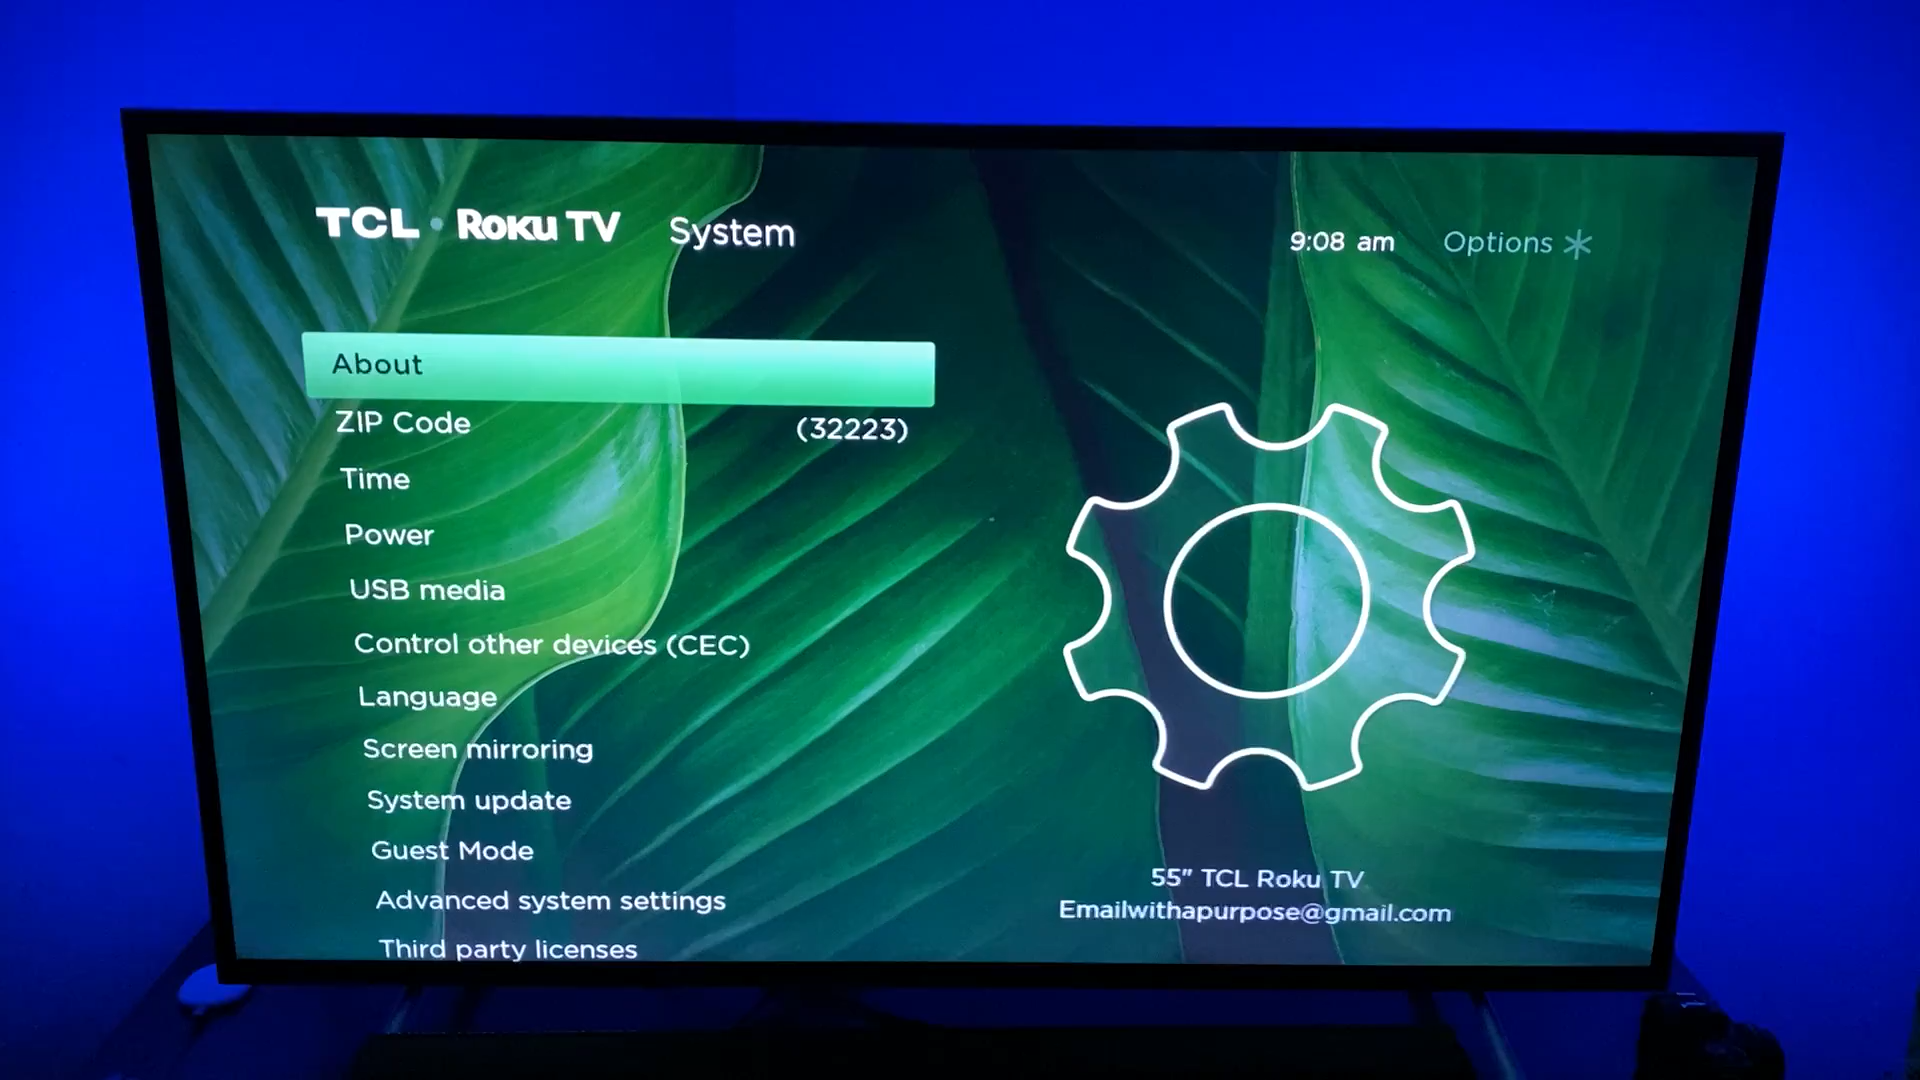 TCL • Roku TV System 9:08 am Options *
About
ZIP Code (32223)
Time
Power
USB media
Control other devices (CEC)
Language
Screen mirroring
System update
Guest Mode
Advanced system settings
Third party licenses
55" TCL Roku TV
Emailwithapurpose@gmail.com